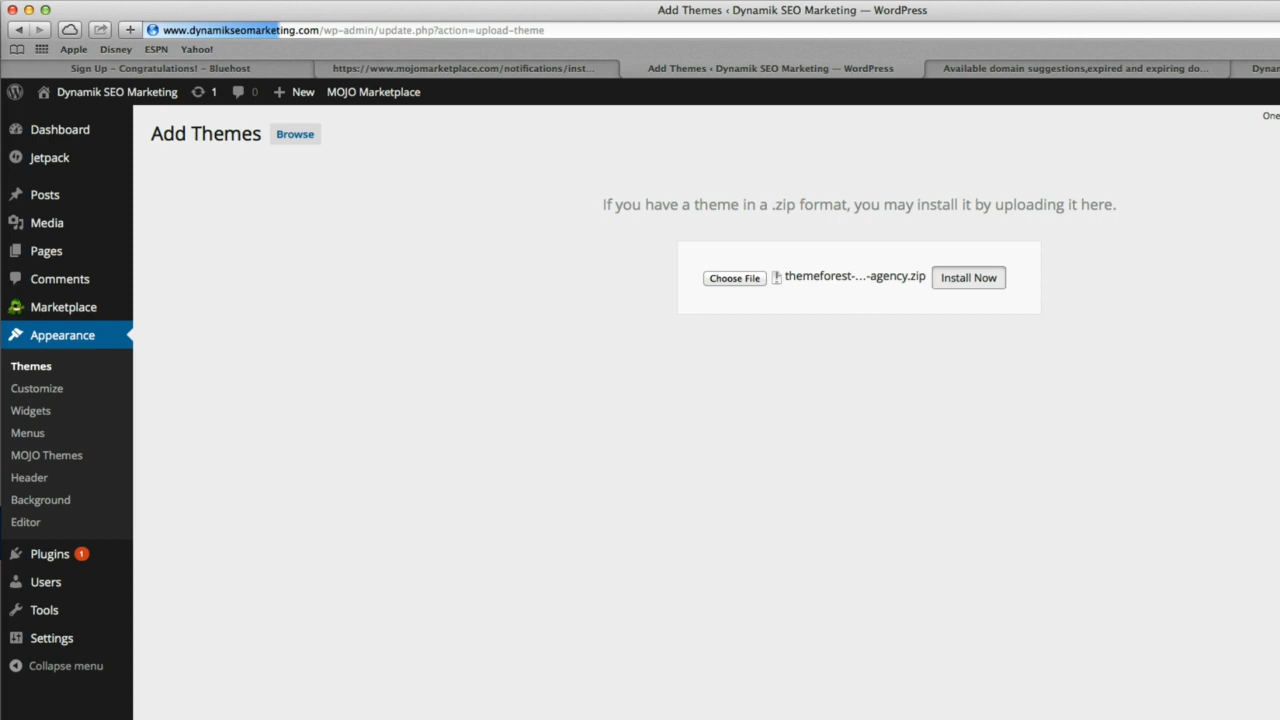 Add Themes ‹ Dynamik SEO Marketing — WordPress
www.dynamikseomarketing.com/wp-admin/update.php?action=upload-theme
Apple Disney ESPN Yahoo!
Sign Up – Congratulations! – Bluehost https://www.mojomarketplace.com/notifications/inst... Add Themes ‹ Dynamik SEO Marketing — WordPress Available domain suggestions,expired and expiring do... Dynam
Dynamik SEO Marketing 1 0 New MOJO Marketplace
One
Add Themes Browse
Dashboard
Jetpack
Posts
Media
Pages
Comments
Marketplace
Appearance
Themes
Customize
Widgets
Menus
MOJO Themes
Header
Background
Editor
Plugins 1
Users
Tools
Settings
Collapse menu
If you have a theme in a .zip format, you may install it by uploading it here.
Choose File themeforest-...-agency.zip Install Now